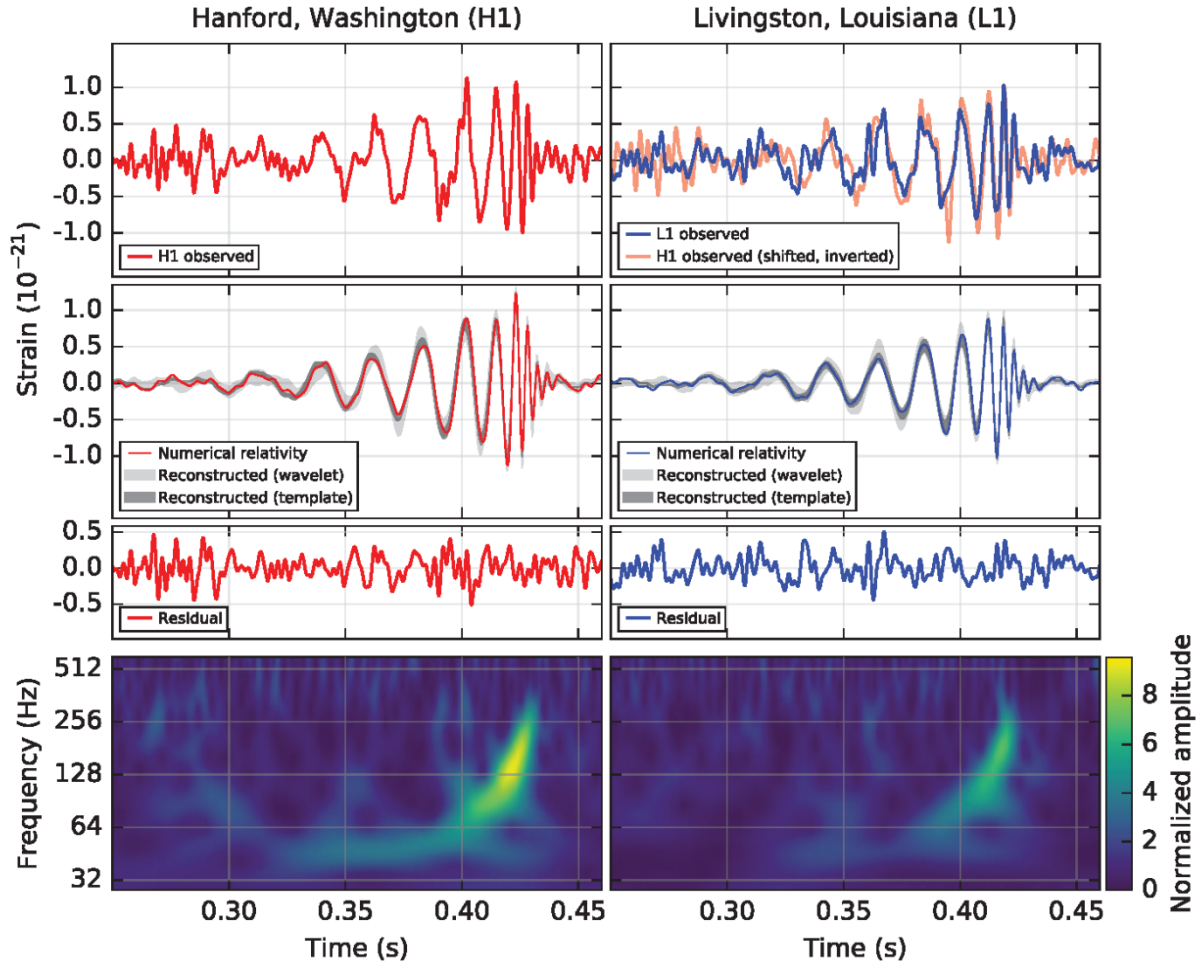 Hanford, Washington (H1)
Livingston, Louisiana (L1)
Strain (10⁻²¹)
1.0
0.5
0.0
-0.5
-1.0
H1 observed
L1 observed
H1 observed (shifted, inverted)
1.0
0.5
0.0
-0.5
-1.0
Numerical relativity
Reconstructed (wavelet)
Reconstructed (template)
Numerical relativity
Reconstructed (wavelet)
Reconstructed (template)
0.5
0.0
-0.5
Residual
Residual
Frequency (Hz)
512
256
128
64
32
Normalized amplitude
8
6
4
2
0
0.30
0.35
0.40
0.45
0.30
0.35
0.40
0.45
Time (s)
Time (s)